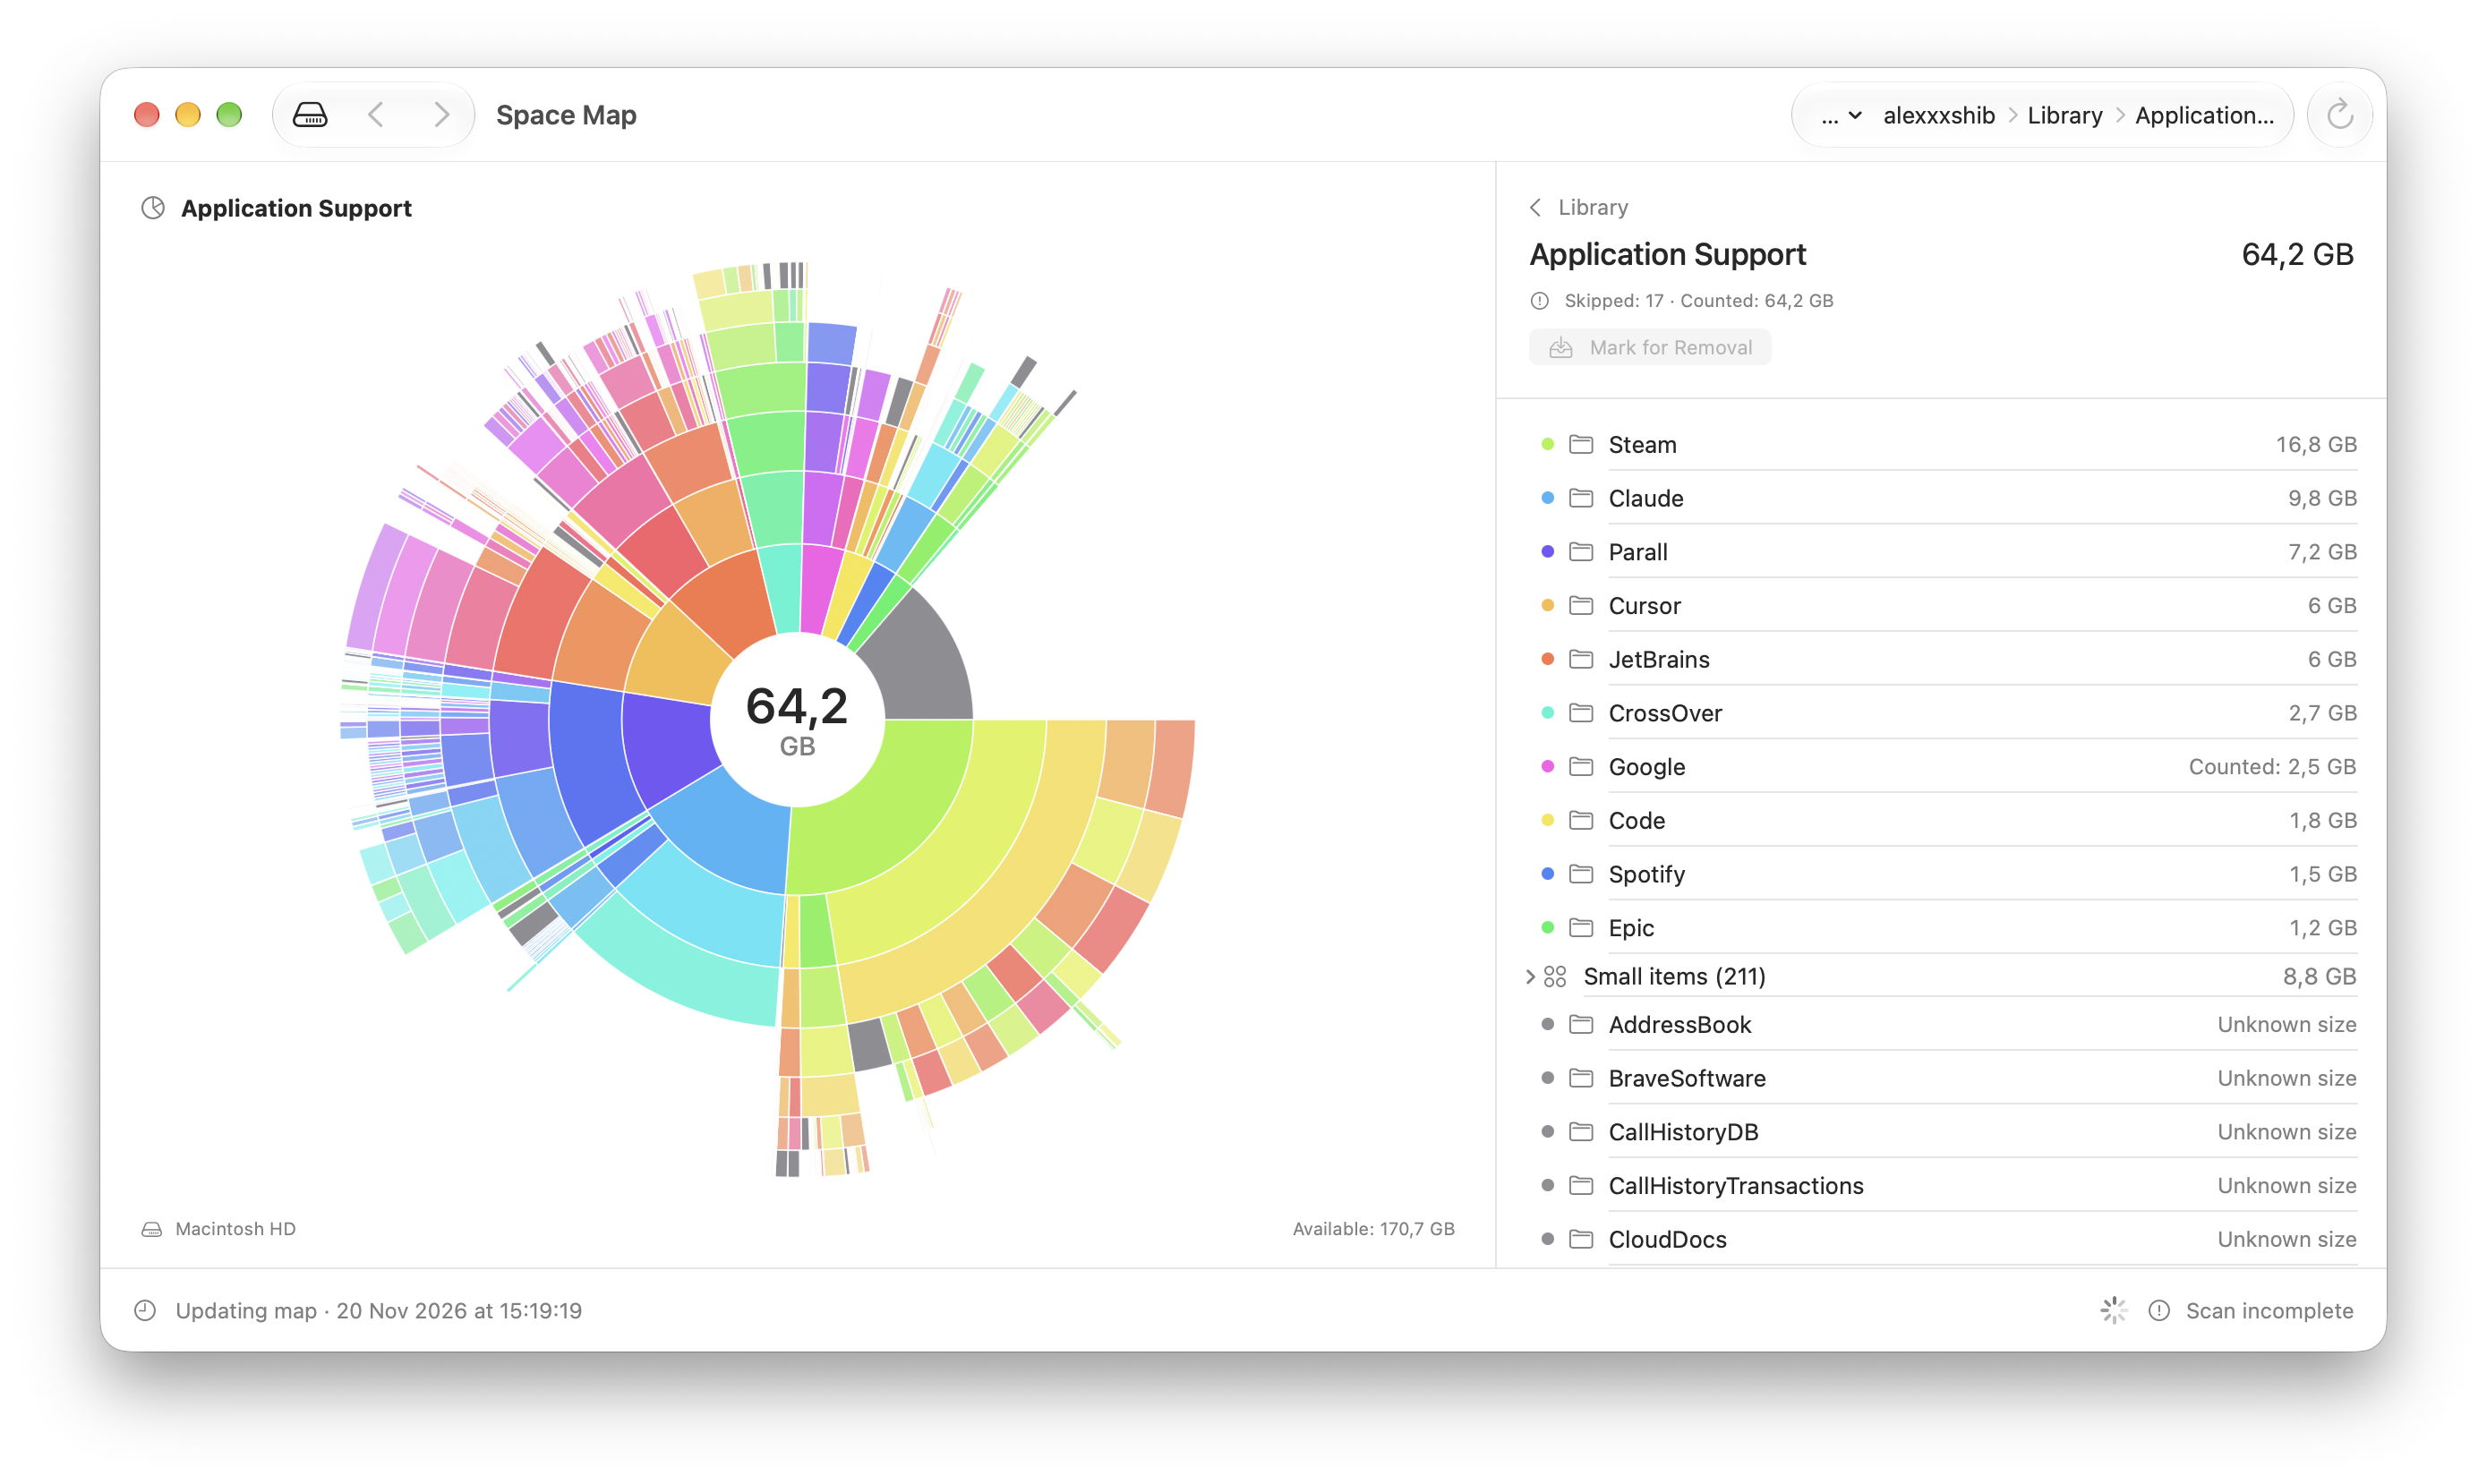 Space Map
... alexxxshib Library Application...
Application Support
64,2
GB
Macintosh HD
Available: 170,7 GB
Library
Application Support 64,2 GB
Skipped: 17 · Counted: 64,2 GB
Mark for Removal
Steam 16,8 GB
Claude 9,8 GB
Parall 7,2 GB
Cursor 6 GB
JetBrains 6 GB
CrossOver 2,7 GB
Google Counted: 2,5 GB
Code 1,8 GB
Spotify 1,5 GB
Epic 1,2 GB
Small items (211) 8,8 GB
AddressBook Unknown size
BraveSoftware Unknown size
CallHistoryDB Unknown size
CallHistoryTransactions Unknown size
CloudDocs Unknown size
Updating map · 20 Nov 2026 at 15:19:19
Scan incomplete